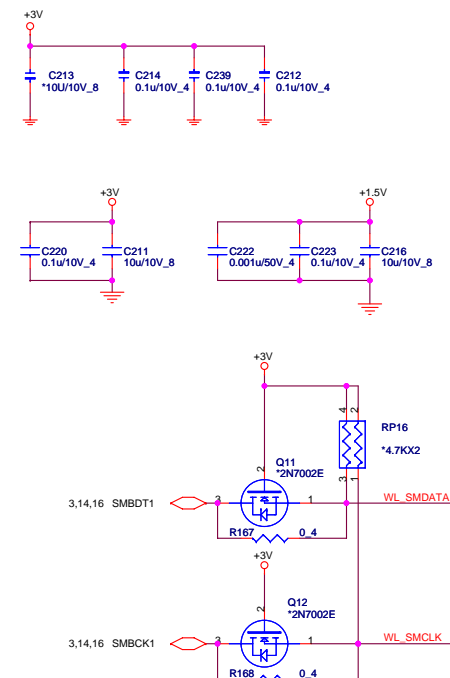 +3V
C213
*10U/10V_8
C214
0.1u/10V_4
C239
0.1u/10V_4
C212
0.1u/10V_4
+3V
+1.5V
C220
0.1u/10V_4
C211
10u/10V_8
C222
0.001u/50V_4
C223
0.1u/10V_4
C216
10u/10V_8
+3V
4
2
RP16
*4.7KX2
3
1
Q11
*2N7002E
2
3,14,16 SMBDT1
3
1
WL_SMDATA
R167
0_4
+3V
Q12
*2N7002E
2
3,14,16 SMBCK1
3
1
WL_SMCLK
R168
0_4